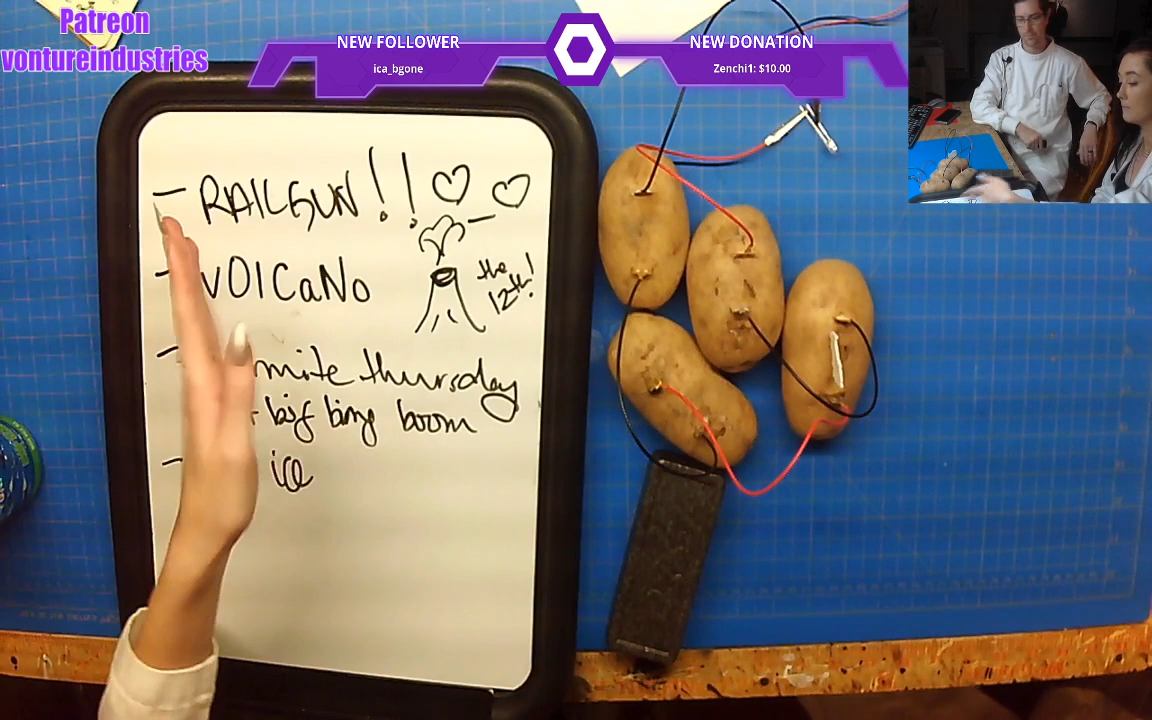 Patreon
vontureindustries
NEW FOLLOWER
ica_bgone
NEW DONATION
Zenchi1: $10.00
- RAILGUN!! ♡ ♡
- VOlCaNo
the
12th!
- mite thursday
big bing boom
- ice